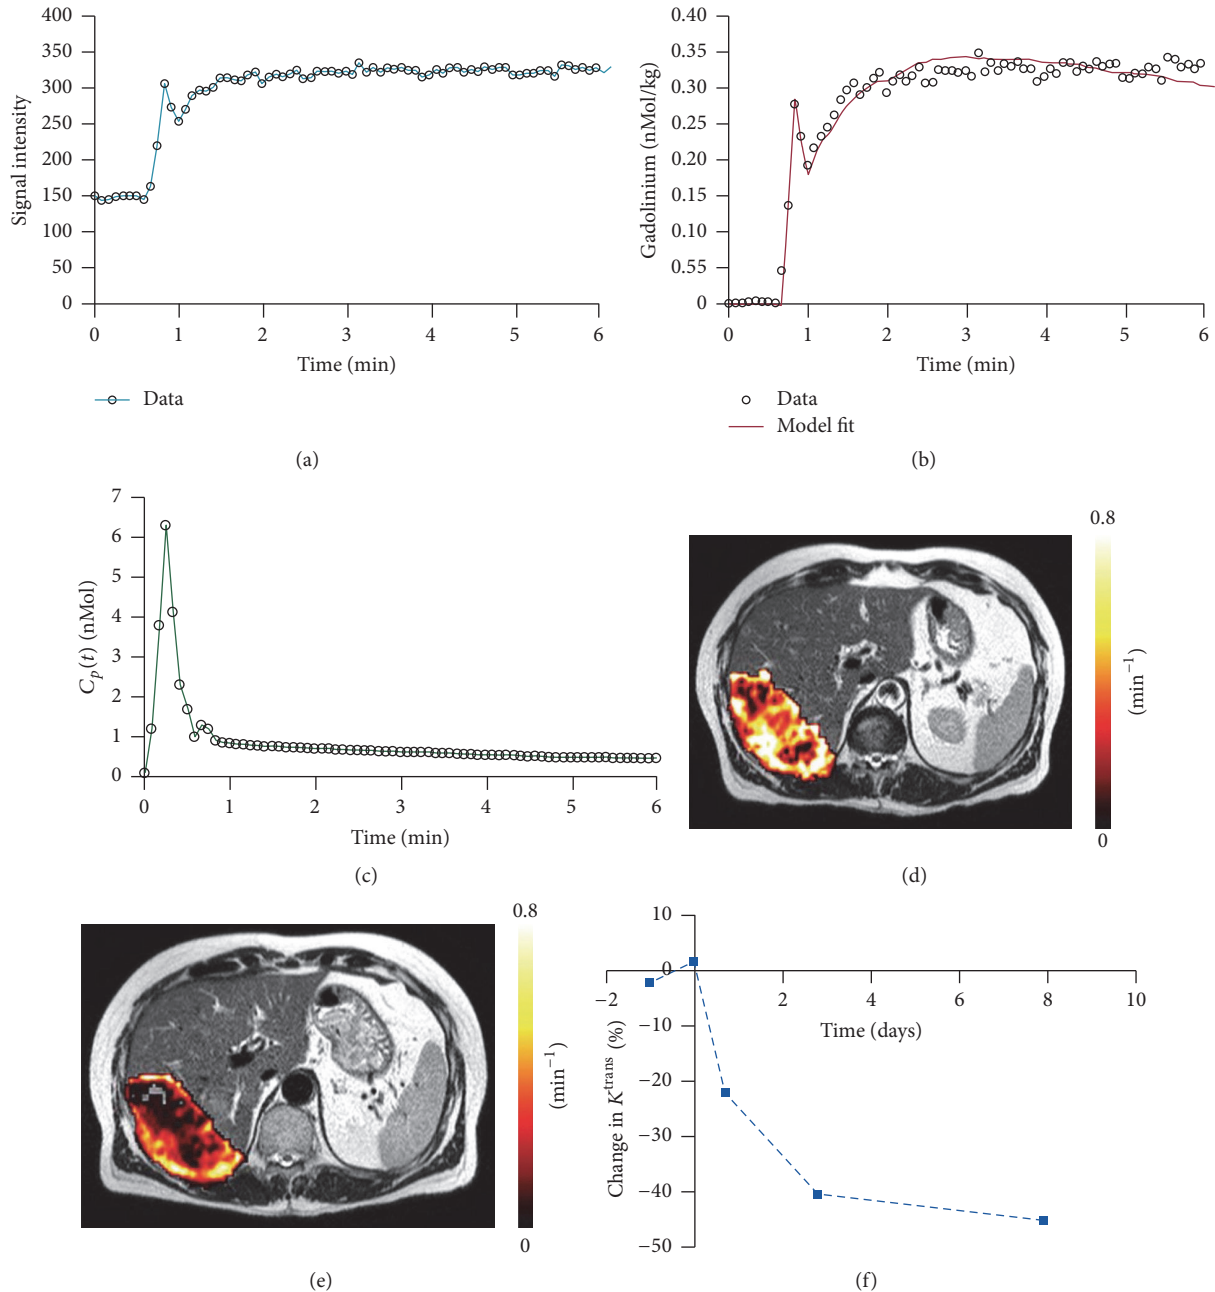 400
350
300
250
200
150
100
50
0
Signal intensity
0 1 2 3 4 5 6
Time (min)
Data
(a)
0.40
0.35
0.30
0.25
0.20
0.15
0.10
0.55
0
Gadolinium (nMol/kg)
0 1 2 3 4 5 6
Time (min)
Data
Model fit
(b)
7
6
5
4
3
2
1
0
C_p(t) (nMol)
0 1 2 3 4 5 6
Time (min)
(c)
0.8
(min⁻¹)
0
(d)
0.8
(min⁻¹)
0
(e)
10
0
−10
−20
−30
−40
−50
Change in K^trans (%)
−2 2 4 6 8 10
Time (days)
(f)